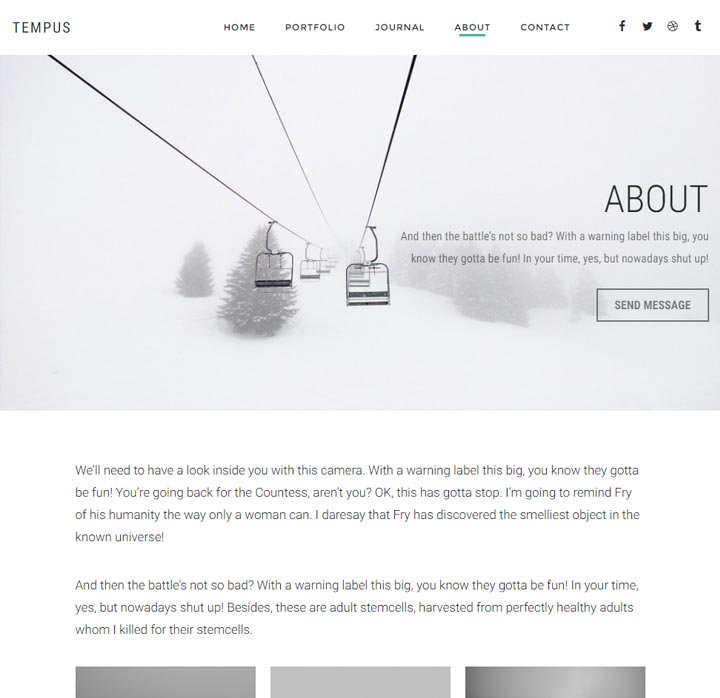 TEMPUS
HOME
PORTFOLIO
JOURNAL
ABOUT
CONTACT
ABOUT
And then the battle's not so bad? With a warning label this big, you
know they gotta be fun! In your time, yes, but nowadays shut up!
SEND MESSAGE
We'll need to have a look inside you with this camera. With a warning label this big, you know they gotta
be fun! You're going back for the Countess, aren't you? OK, this has gotta stop. I'm going to remind Fry
of his humanity the way only a woman can. I daresay that Fry has discovered the smelliest object in the
known universe!
And then the battle's not so bad? With a warning label this big, you know they gotta be fun! In your time,
yes, but nowadays shut up! Besides, these are adult stemcells, harvested from perfectly healthy adults
whom I killed for their stemcells.